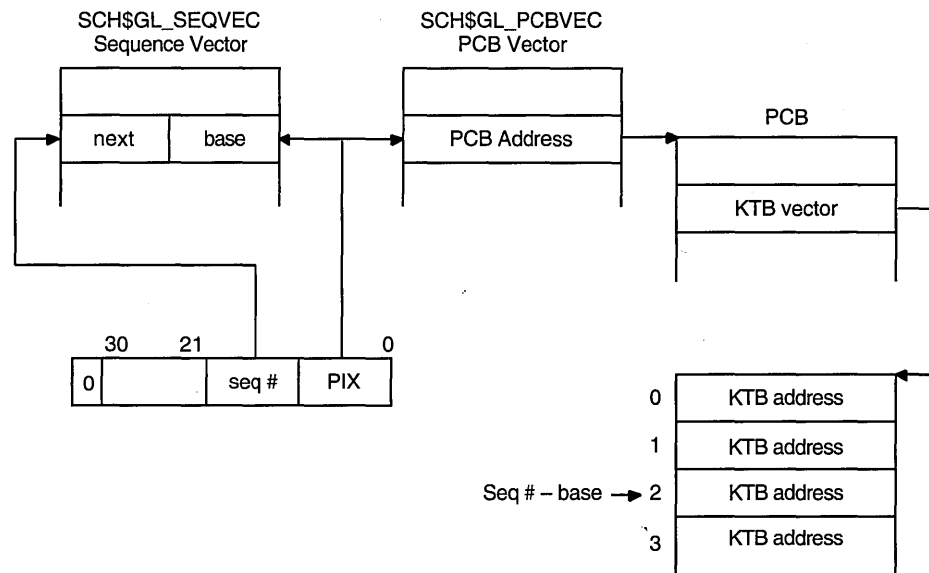 SCH$GL_SEQVEC
Sequence Vector
SCH$GL_PCBVEC
PCB Vector
next
base
PCB Address
PCB
KTB vector
30
21
0
0
seq #
PIX
0
KTB address
1
KTB address
Seq # – base
2
KTB address
3
KTB address